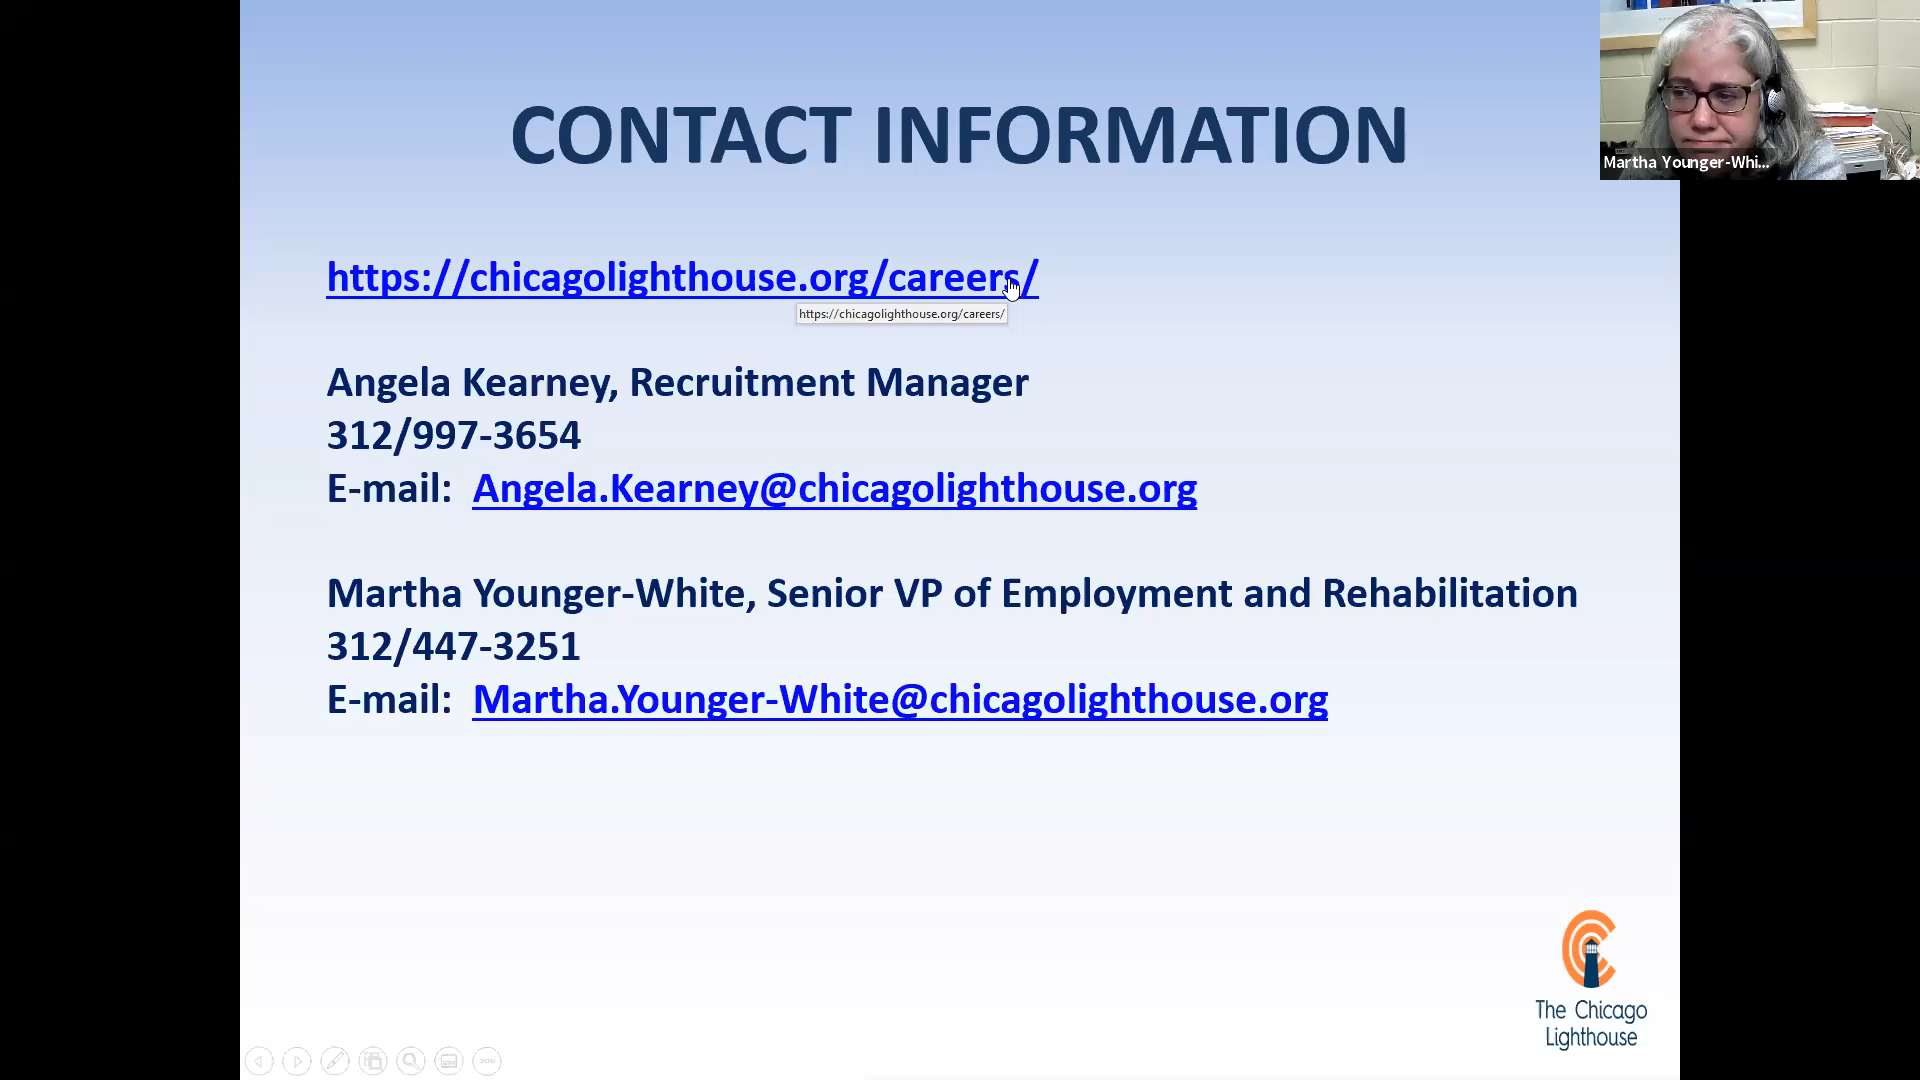 CONTACT INFORMATION
https://chicagolighthouse.org/careers/
https://chicagolighthouse.org/careers/
Angela Kearney, Recruitment Manager
312/997-3654
E-mail: Angela.Kearney@chicagolighthouse.org
Martha Younger-White, Senior VP of Employment and Rehabilitation
312/447-3251
E-mail: Martha.Younger-White@chicagolighthouse.org
Martha Younger-Whi...
The Chicago
Lighthouse